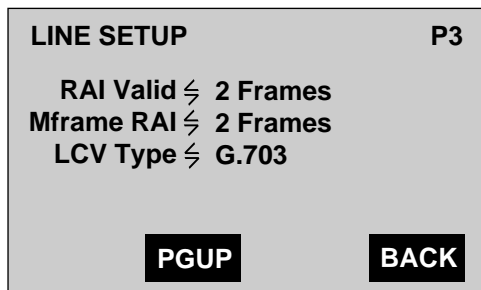 LINE SETUP P3
RAI Valid ⥃ 2 Frames
Mframe RAI ⥃ 2 Frames
LCV Type ⥃ G.703
PGUP BACK